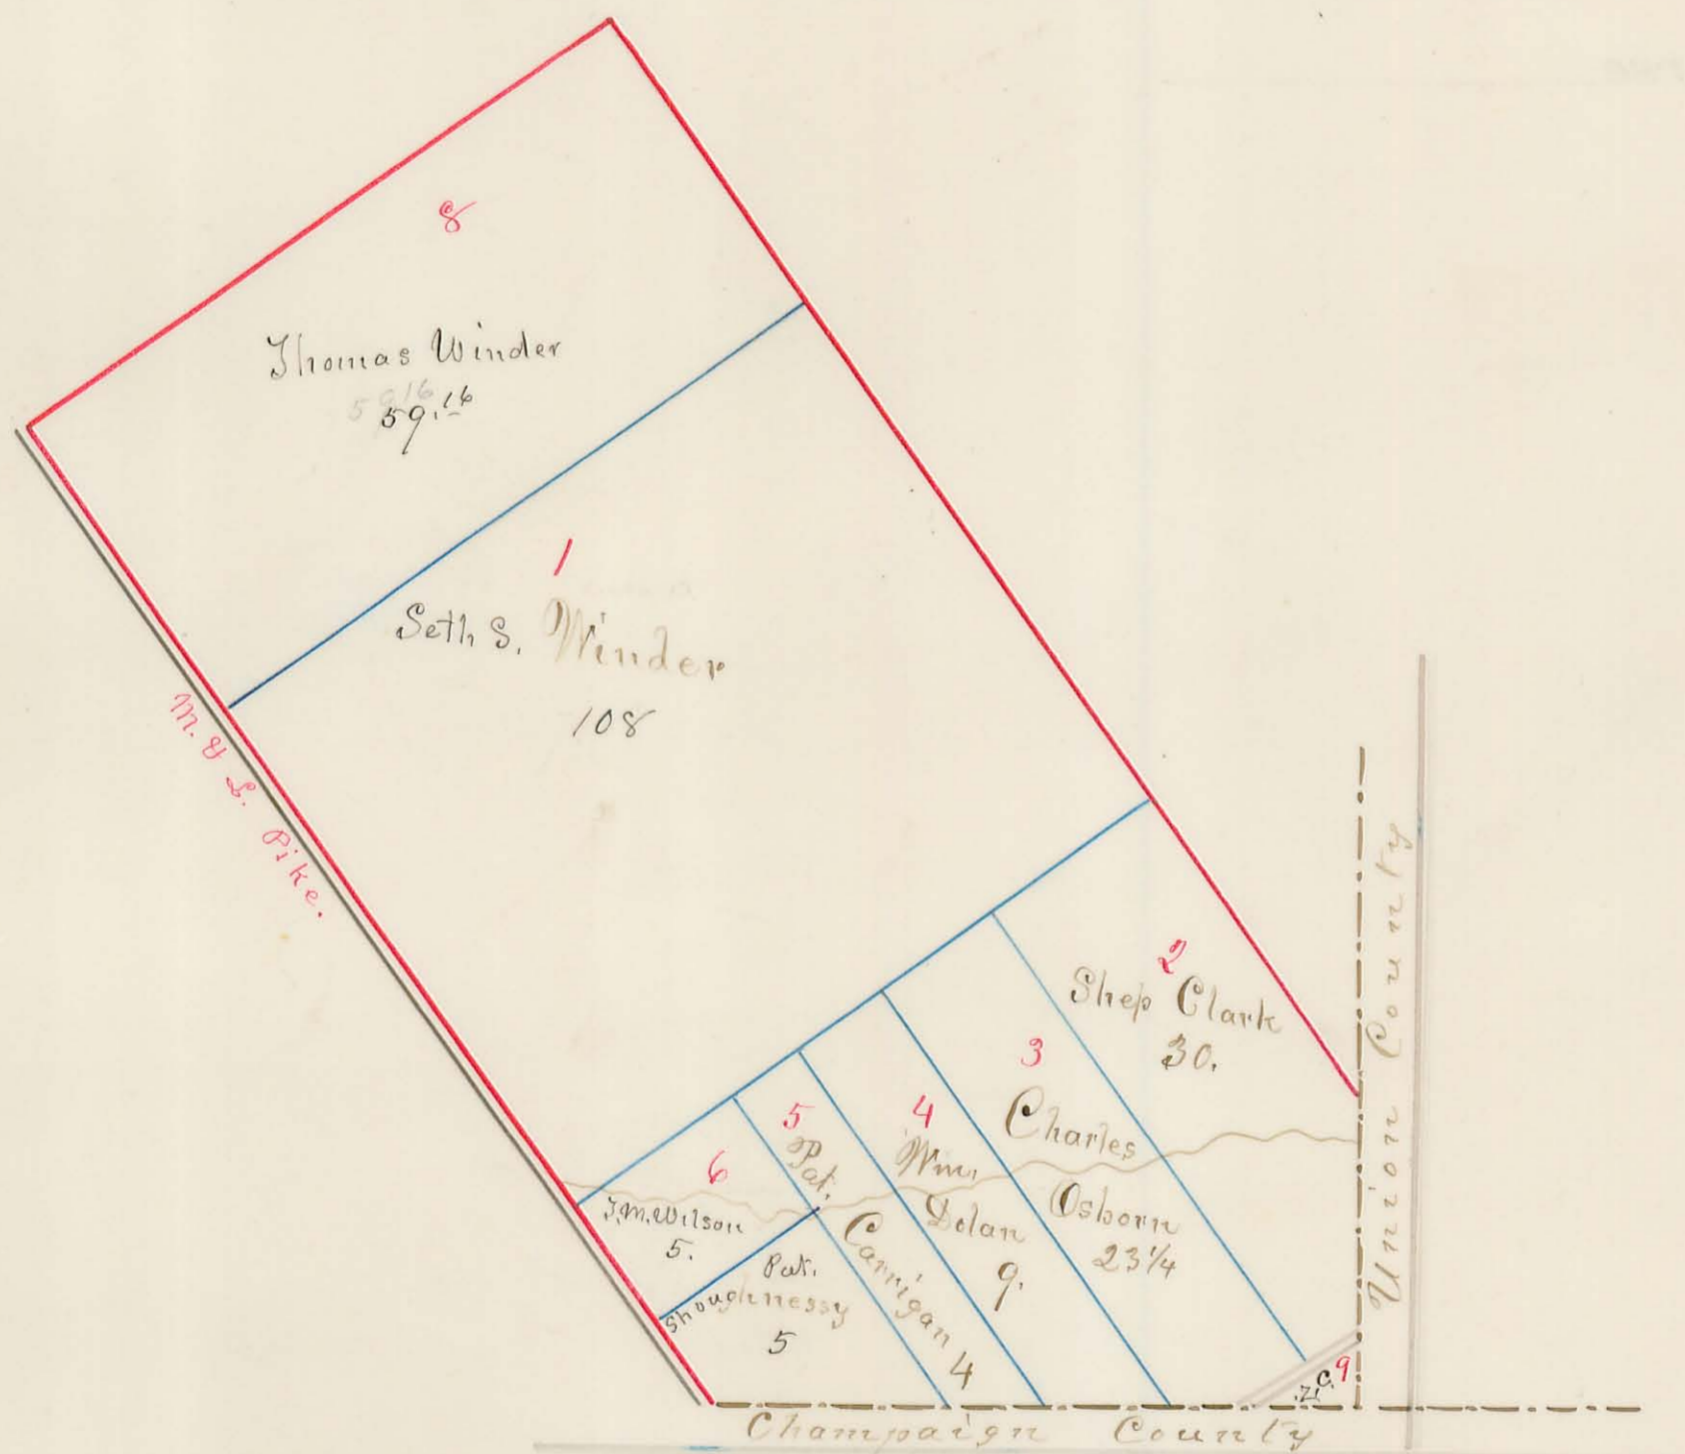 8
Thomas Winder
59.16
59.16
1
Seth S. Winder
108
M. & L. Pike.
2
Shep Clark
30.
3
Charles
Osborn
23 1/4
4
Wm.
Dolan
9.
5
Pat.
Carrigan 4
6
J.M. Wilson
5.
Pat.
Shoughnessy
5
9
Union County
Champaign County